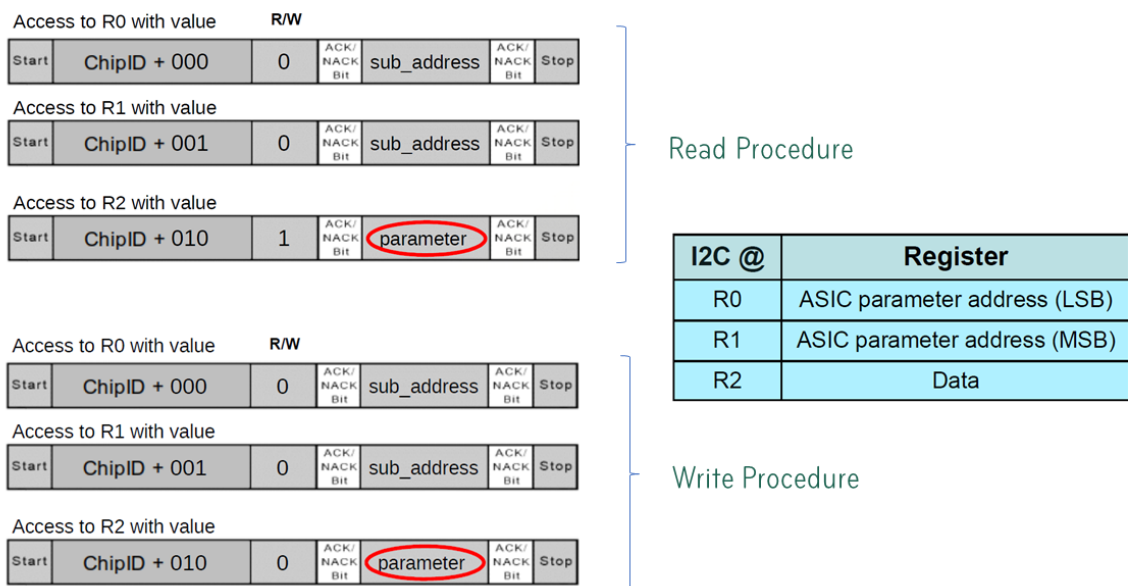 Access to R0 with value R/W
Start ChipID + 000 0 ACK/ NACK Bit sub_address ACK/ NACK Bit Stop
Access to R1 with value
Start ChipID + 001 0 ACK/ NACK Bit sub_address ACK/ NACK Bit Stop
Access to R2 with value
Start ChipID + 010 1 ACK/ NACK Bit parameter ACK/ NACK Bit Stop
Read Procedure
I2C @ Register
R0 ASIC parameter address (LSB)
R1 ASIC parameter address (MSB)
R2 Data
Access to R0 with value R/W
Start ChipID + 000 0 ACK/ NACK Bit sub_address ACK/ NACK Bit Stop
Access to R1 with value
Start ChipID + 001 0 ACK/ NACK Bit sub_address ACK/ NACK Bit Stop
Access to R2 with value
Start ChipID + 010 0 ACK/ NACK Bit parameter ACK/ NACK Bit Stop
Write Procedure